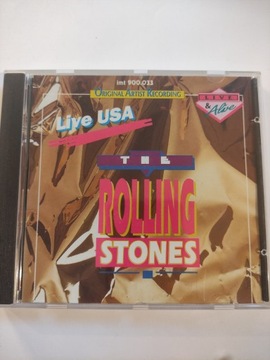 imt 900.023
ORIGINAL ARTIST RECORDING
LIVE
& Alive
Live USA
THE
ROLLING
STONES